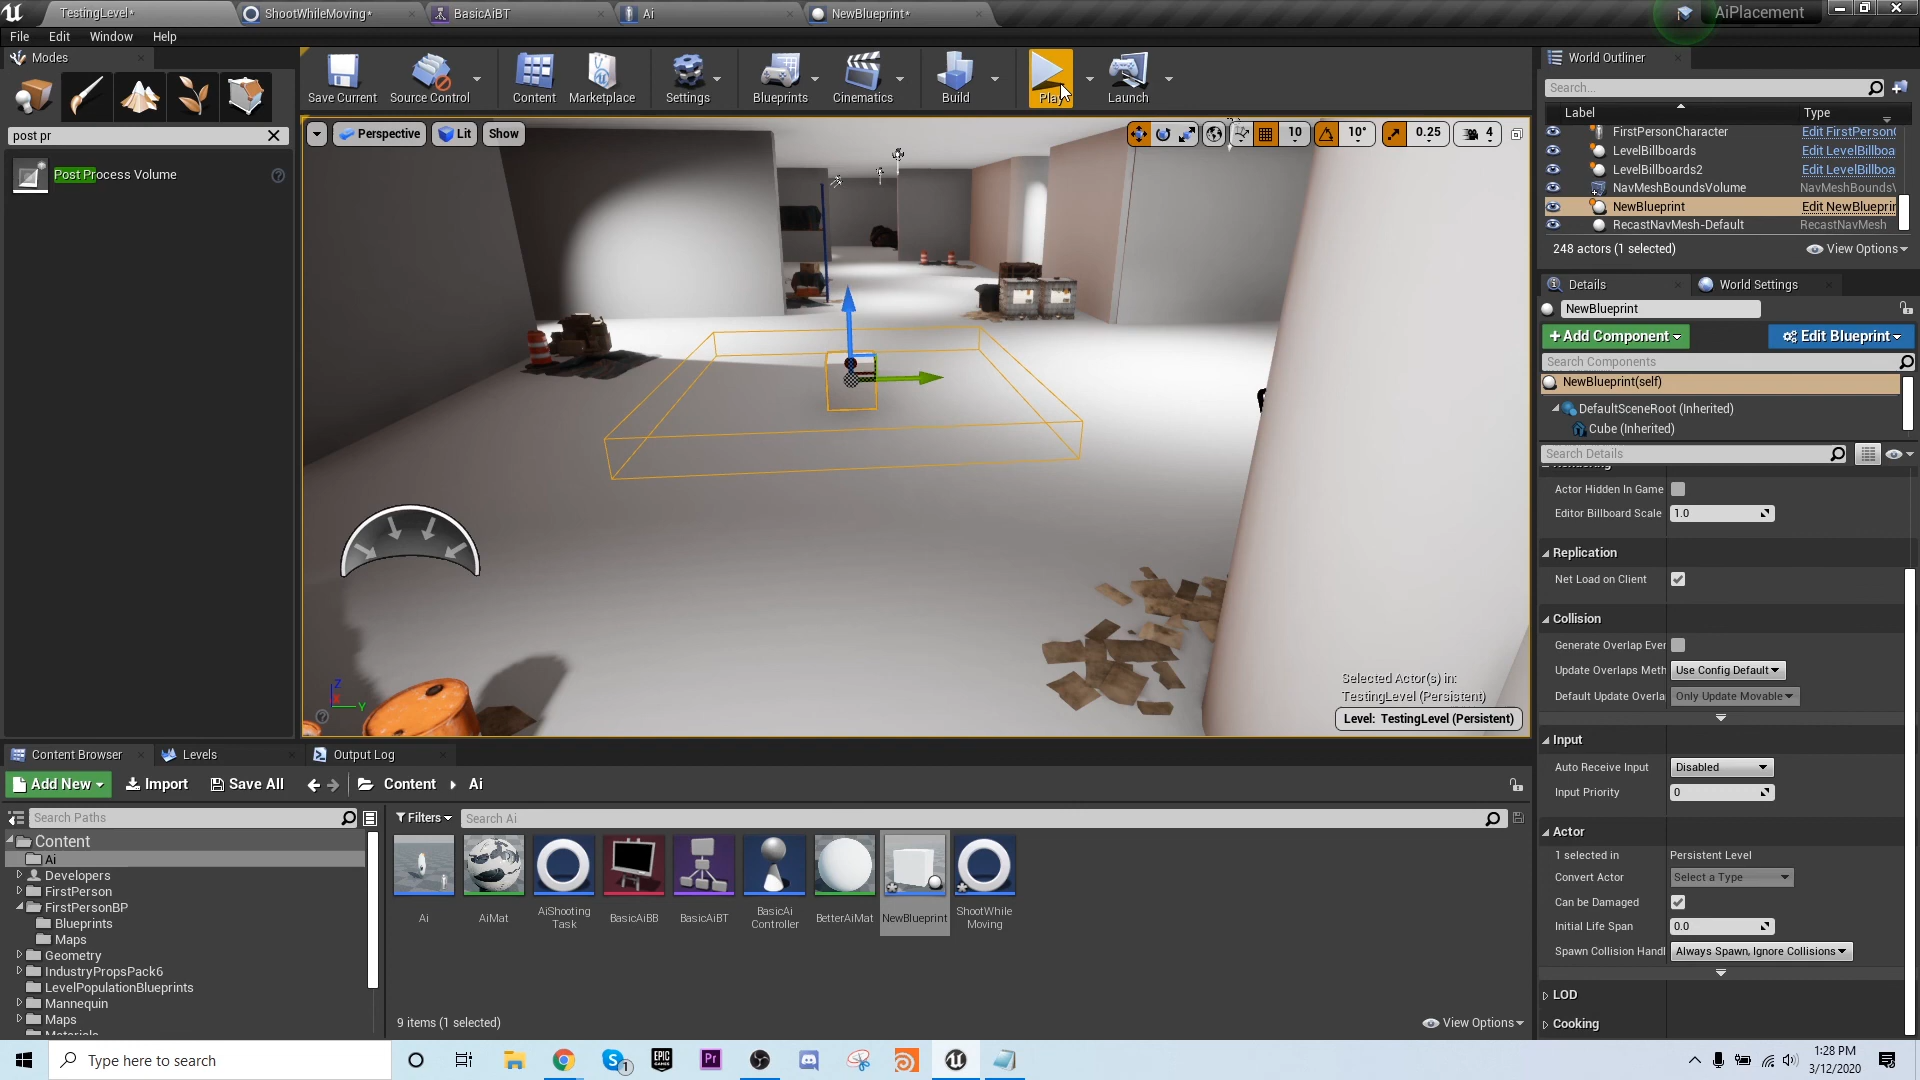 TestingLevel*
ShootWhileMoving*
BasicAiBT
Ai
NewBlueprint*
AiPlacement
File Edit Window Help
Modes
post pr
Post Process Volume
Save Current
Source Control
Content
Marketplace
Settings
Blueprints
Cinematics
Build
Play
Launch
Perspective
Lit
Show
10
10°
0.25
4
Selected Actor(s) in:
TestingLevel (Persistent)
Level: TestingLevel (Persistent)
World Outliner
Search...
Label Type
FirstPersonCharacter Edit FirstPerson
LevelBillboards Edit LevelBillboa
LevelBillboards2 Edit LevelBillboa
NavMeshBoundsVolume NavMeshBounds
NewBlueprint Edit NewBlueprin
RecastNavMesh-Default RecastNavMesh
248 actors (1 selected) View Options
Details World Settings
NewBlueprint
+Add Component Edit Blueprint
Search Components
NewBlueprint(self)
DefaultSceneRoot (Inherited)
Cube (Inherited)
Search Details
Actor Hidden In Game
Editor Billboard Scale 1.0
Replication
Net Load on Client
Collision
Generate Overlap Ever
Update Overlaps Meth Use Config Default
Default Update Overla Only Update Movable
Input
Auto Receive Input Disabled
Input Priority 0
Actor
1 selected in Persistent Level
Convert Actor Select a Type
Can be Damaged
Initial Life Span 0.0
Spawn Collision Handl Always Spawn, Ignore Collisions
LOD
Cooking
Content Browser Levels Output Log
Add New Import Save All Content Ai
Search Paths
Filters Search Ai
Content
Ai
Developers
FirstPerson
FirstPersonBP
Blueprints
Maps
Geometry
IndustryPropsPack6
LevelPopulationBlueprints
Mannequin
Maps
Ai
AiMat
AiShooting Task
BasicAiBB
BasicAiBT
BasicAi Controller
BetterAiMat
NewBlueprint
ShootWhile Moving
9 items (1 selected) View Options
Type here to search
EPIC GAMES
Pr
1:28 PM
3/12/2020